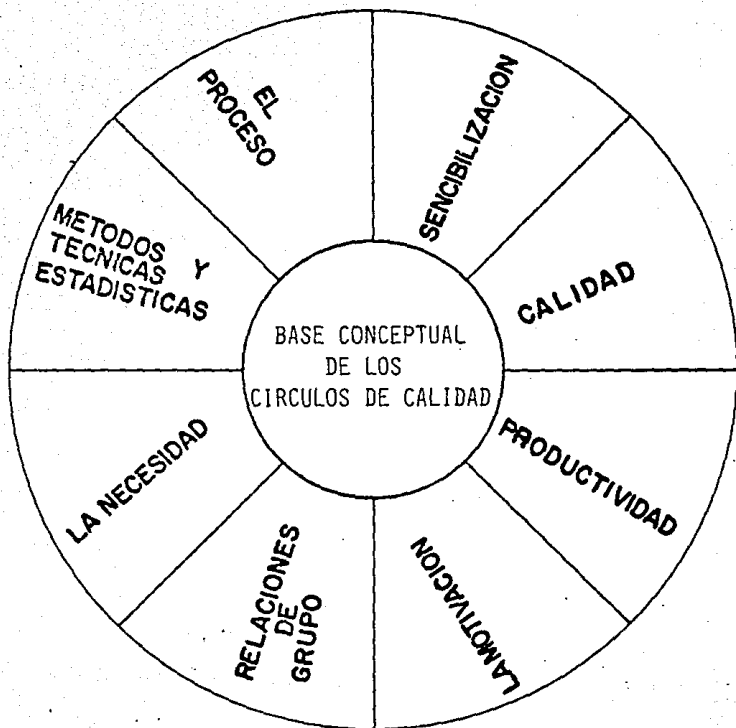 EL
PROCESO
SENCIBILIZACION
METODOS Y
TECNICAS
ESTADISTICAS
CALIDAD
BASE CONCEPTUAL
DE LOS
CIRCULOS DE CALIDAD
LA NECESIDAD
PRODUCTIVIDAD
RELACIONES
DE
GRUPO
LA MOTIVACION